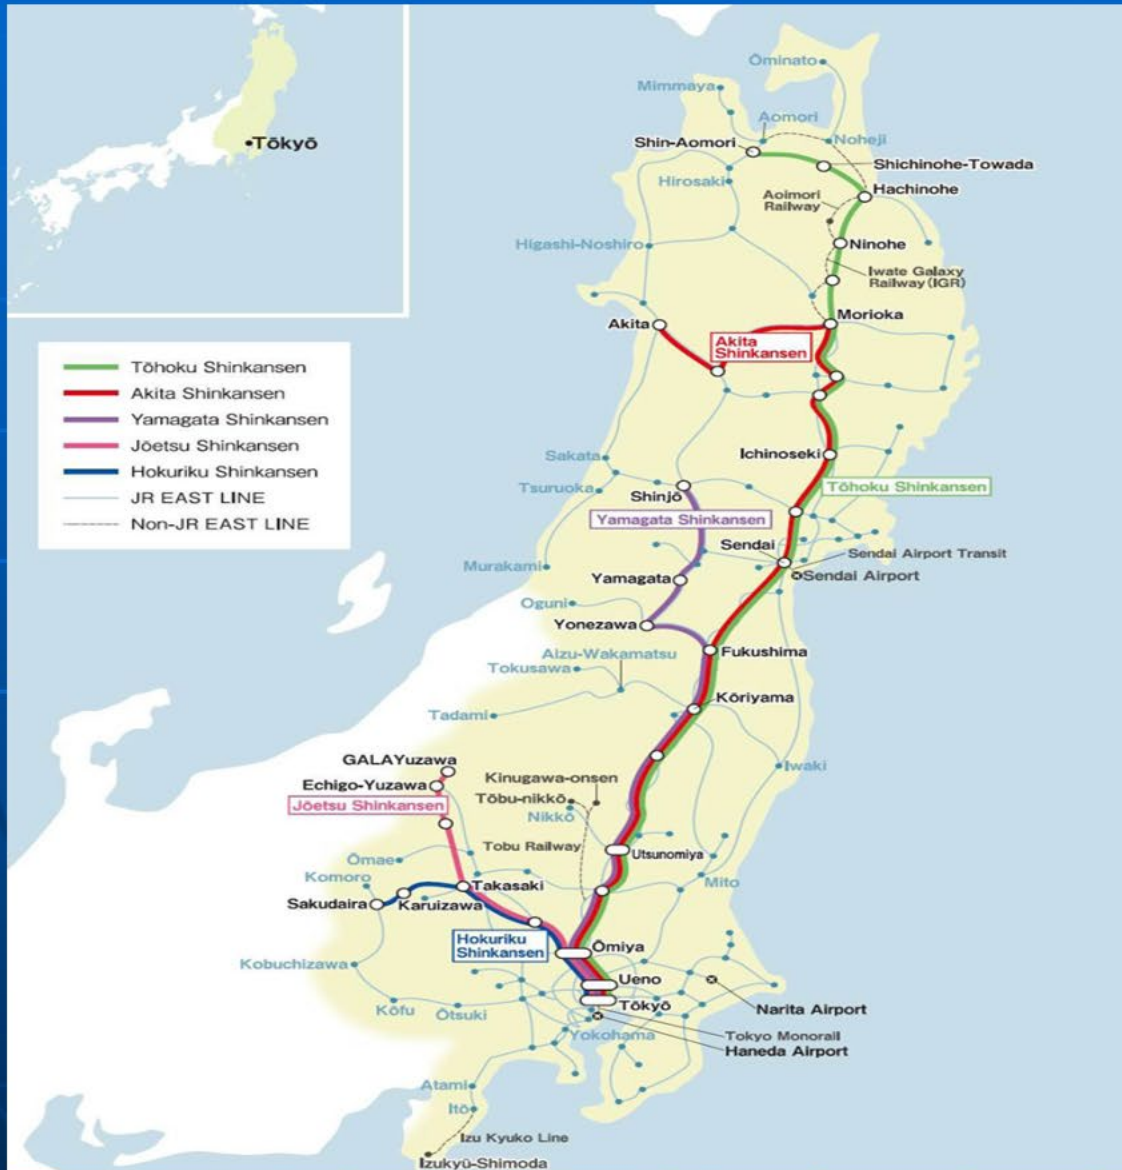 Tōkyō
Ōminato
Mimmaya
Aomori
Shin-Aomori
Noheji
Shichinohe-Towada
Hirosaki
Hachinohe
Aoimori
Railway
Higashi-Noshiro
Ninohe
Iwate Galaxy
Railway (IGR)
Akita
Morioka
Akita
Shinkansen
Tōhoku Shinkansen
Akita Shinkansen
Yamagata Shinkansen
Jōetsu Shinkansen
Hokuriku Shinkansen
JR EAST LINE
Non-JR EAST LINE
Ichinoseki
Sakata
Tsuruoka
Shinjō
Tōhoku Shinkansen
Yamagata Shinkansen
Sendai
Sendai Airport Transit
Murakami
Yamagata
Sendai Airport
Oguni
Yonezawa
Aizu-Wakamatsu
Fukushima
Tokusawa
Kōriyama
Tadami
GALAYuzawa
Iwaki
Echigo-Yuzawa
Kinugawa-onsen
Jōetsu Shinkansen
Tōbu-nikkō
Nikkō
Tobu Railway
Utsunomiya
Ōmae
Komoro
Takasaki
Mito
Sakudaira
Karuizawa
Hokuriku
Shinkansen
Ōmiya
Kobuchizawa
Ueno
Kōfu
Ōtsuki
Tōkyō
Narita Airport
Yokohama
Tokyo Monorail
Haneda Airport
Atami
Itō
Izu Kyuko Line
Izukyū-Shimoda